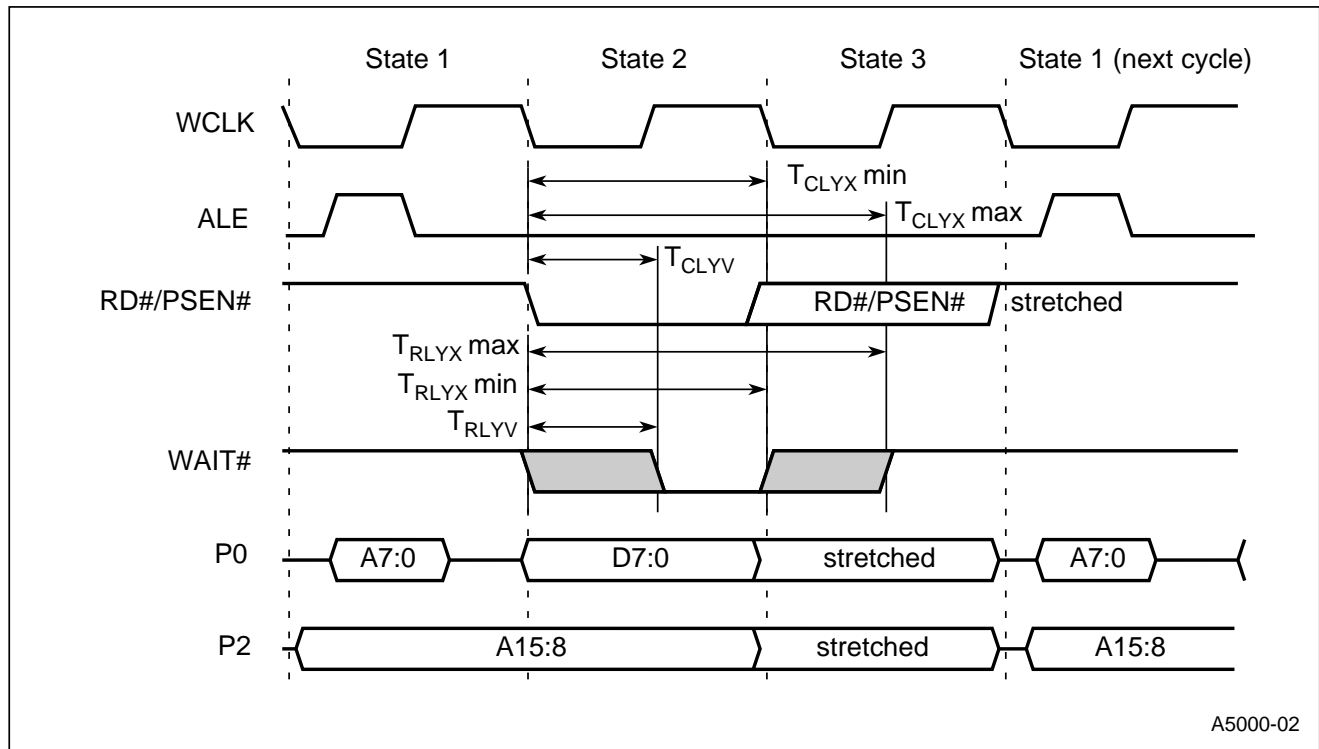 State 1 State 2 State 3 State 1 (next cycle)
WCLK
T_CLYX min
ALE
T_CLYX max
T_CLYV
RD#/PSEN# RD#/PSEN# stretched
T_RLYX max
T_RLYX min
T_RLYV
WAIT#
P0 A7:0 D7:0 stretched A7:0
P2 A15:8 stretched A15:8
A5000-02